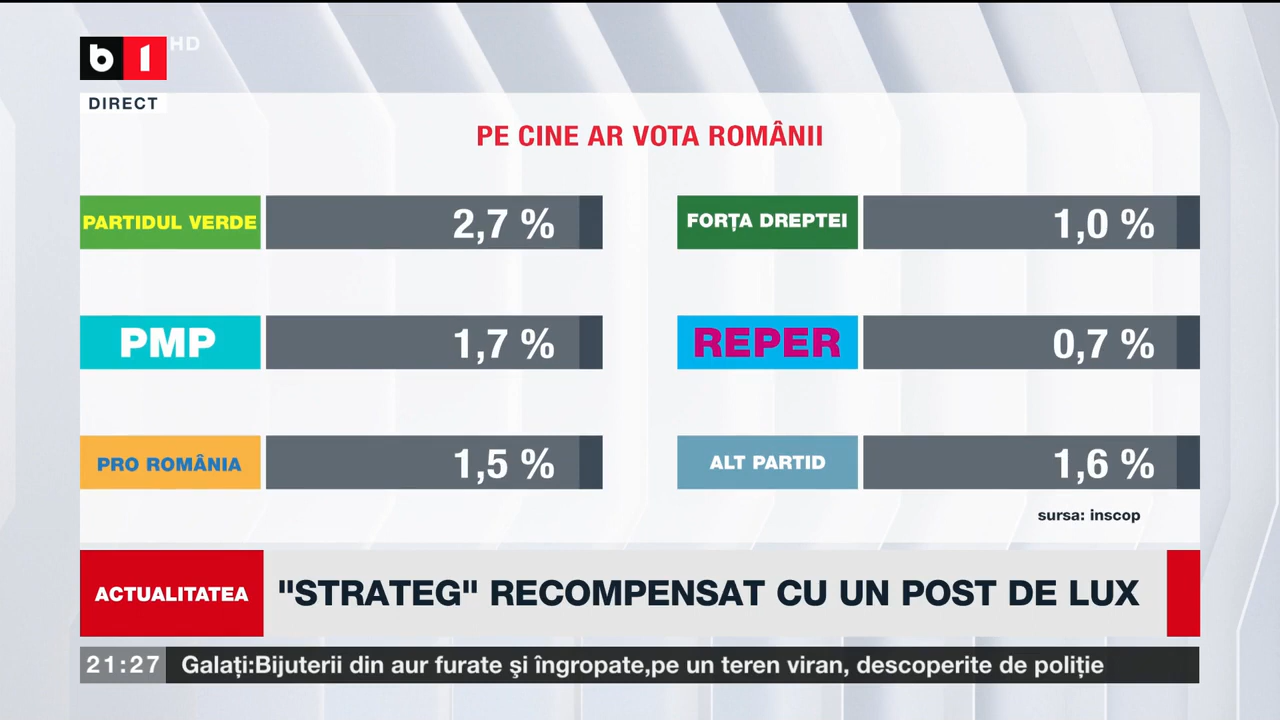 b1 HD
DIRECT
PE CINE AR VOTA ROMÂNII
PARTIDUL VERDE 2,7 %
FORȚA DREPTEI 1,0 %
PMP 1,7 %
REPER 0,7 %
PRO ROMÂNIA 1,5 %
ALT PARTID 1,6 %
sursa: inscop
ACTUALITATEA "STRATEG" RECOMPENSAT CU UN POST DE LUX
21:27 Galați:Bijuterii din aur furate şi îngropate,pe un teren viran, descoperite de poliție